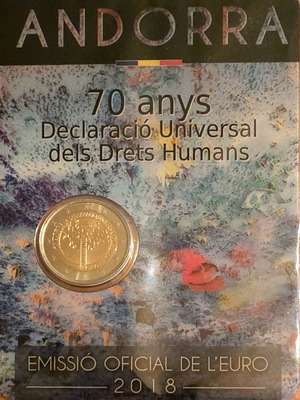 ANDORRA
70 anys
Declaració Universal
dels Drets Humans
EMISSIÓ OFICIAL DE L'EURO
2018